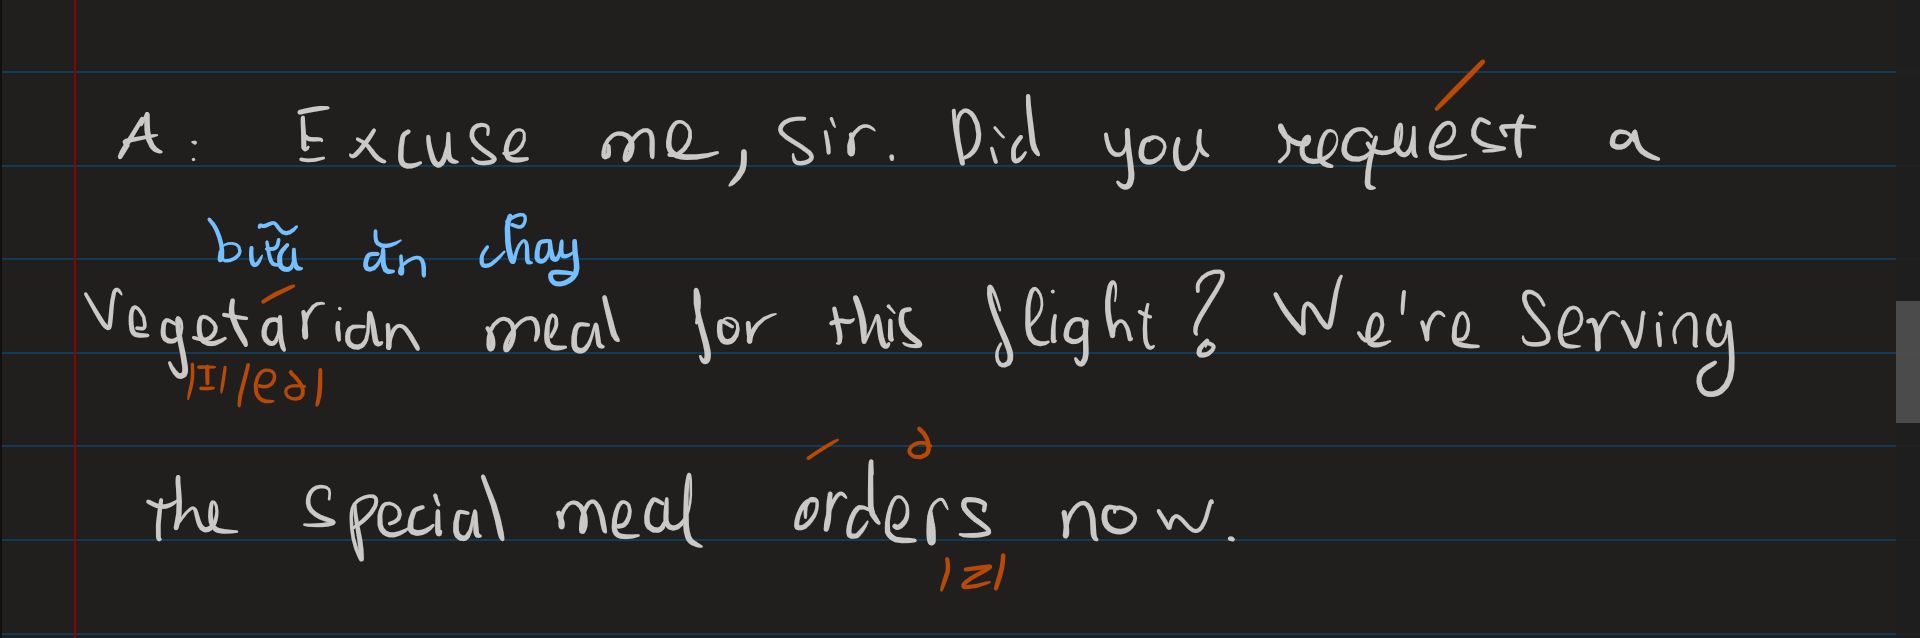 A: Excuse me, sir. Did you request a
bữa ăn chay
Vegetarian meal for this flight? We're serving
/ɪ//eə/
ə
the special meal orders now.
/z/